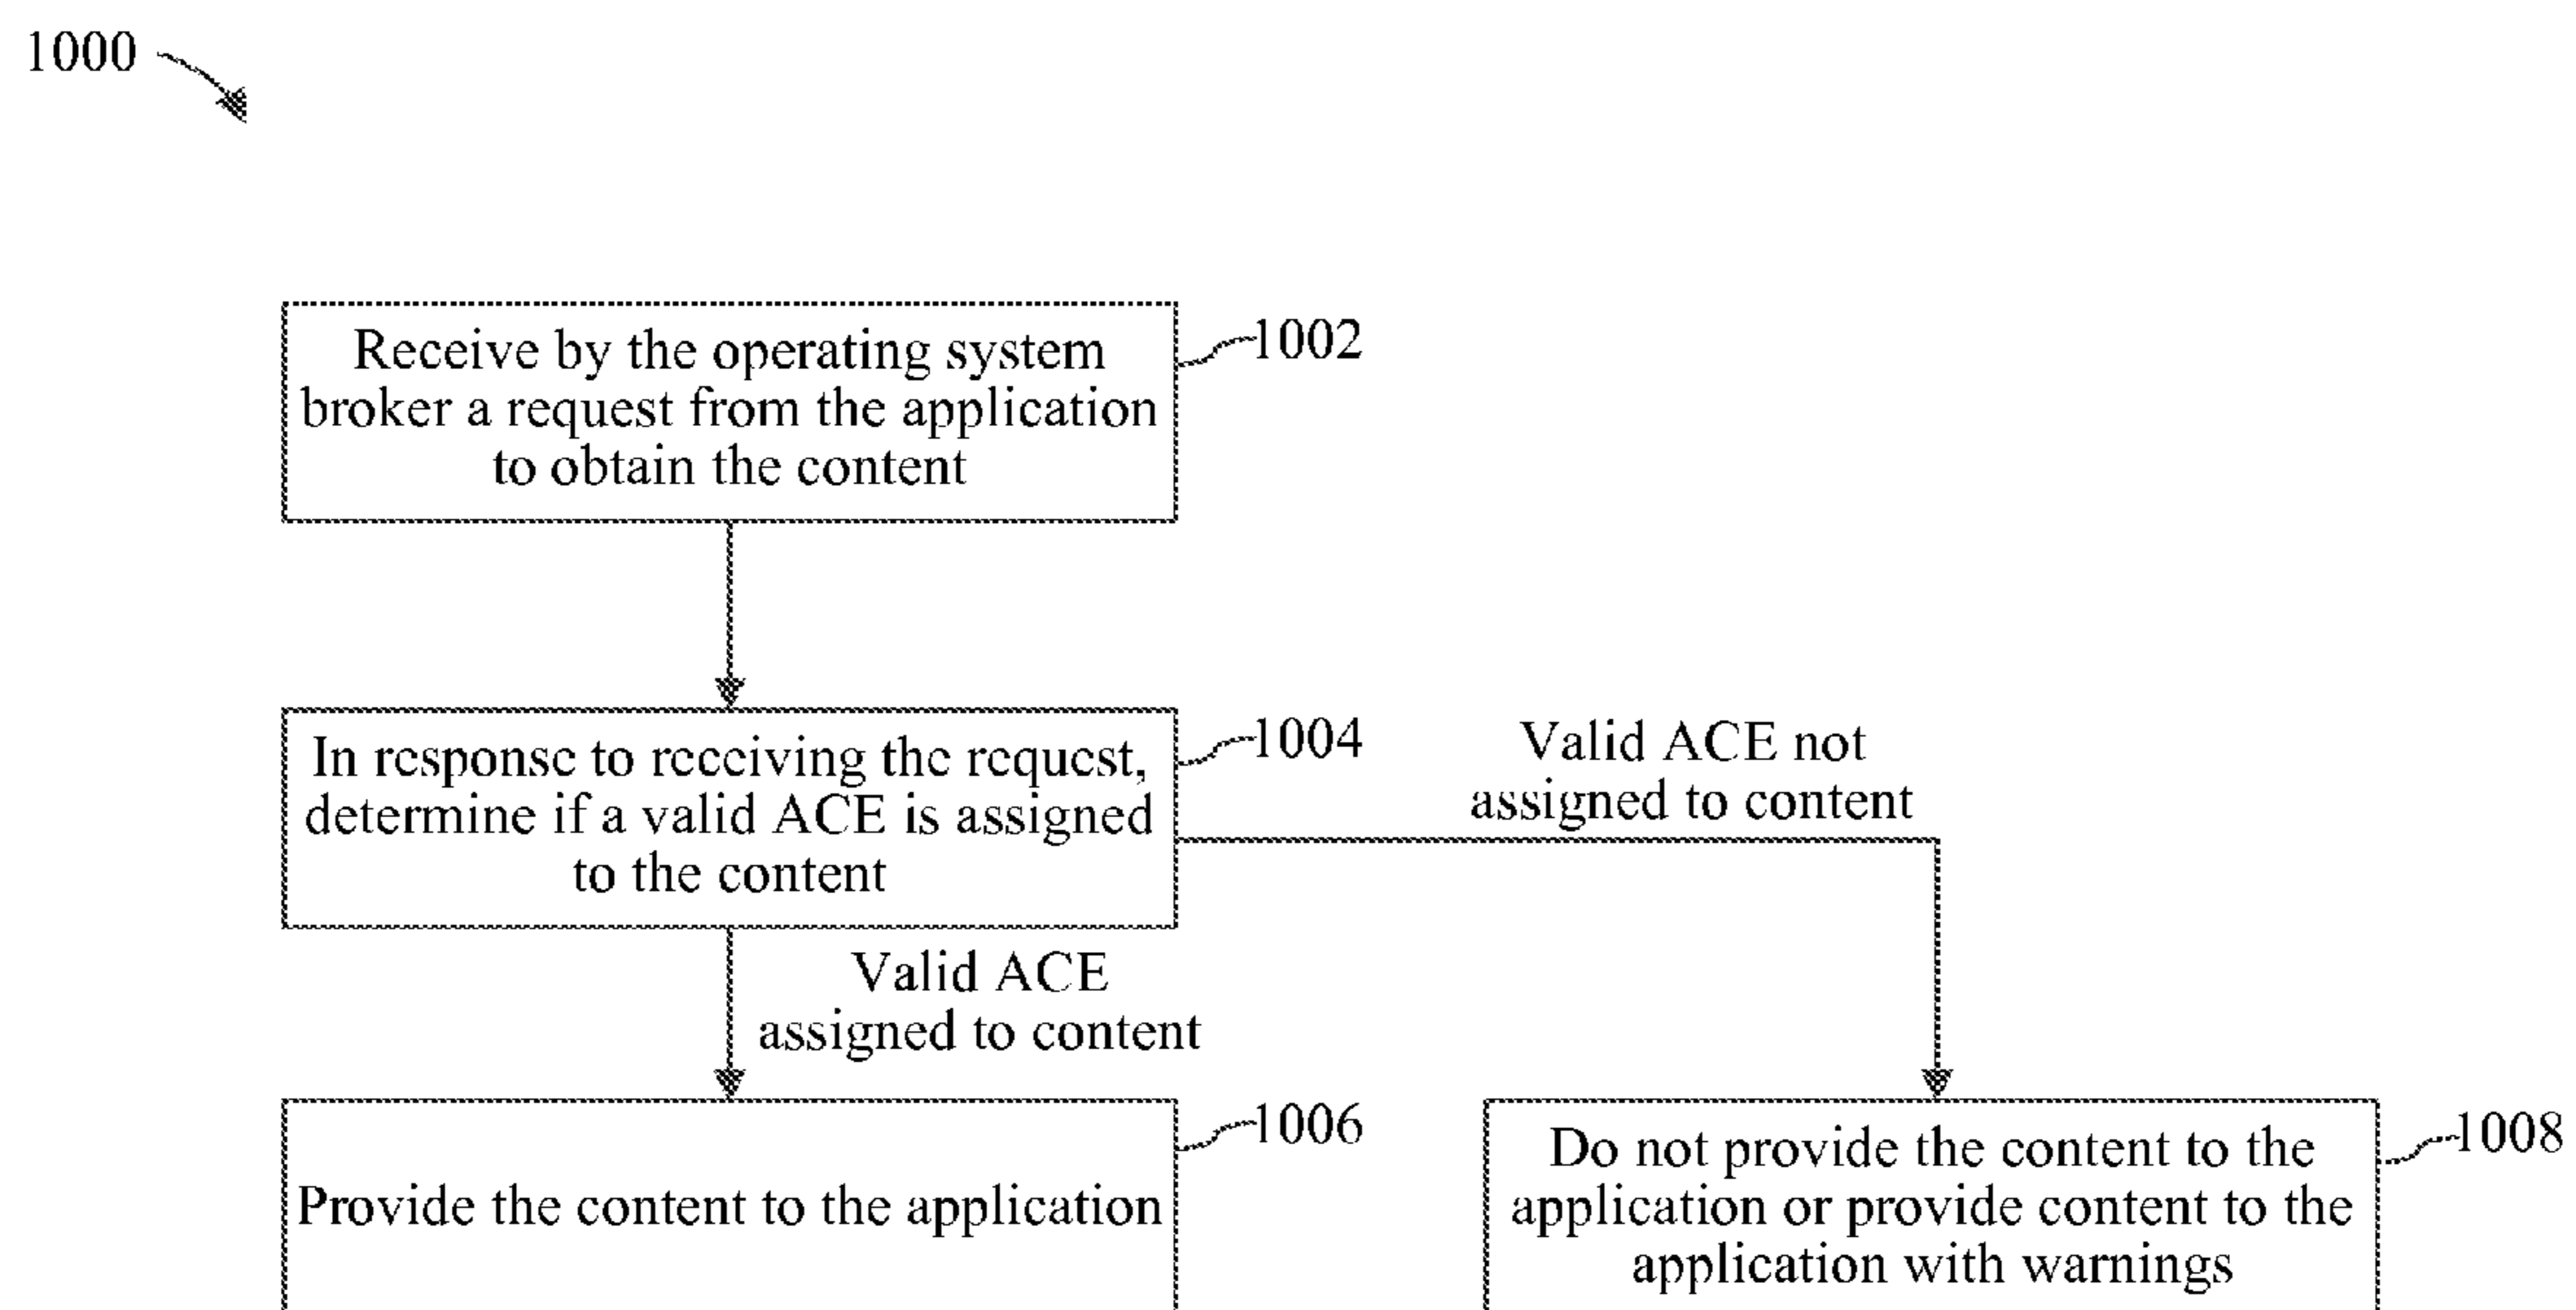 1000
Receive by the operating system
broker a request from the application
to obtain the content
1002
In response to receiving the request,
determine if a valid ACE is assigned
to the content
1004
Valid ACE not
assigned to content
Valid ACE
assigned to content
Provide the content to the application
1006
Do not provide the content to the
application or provide content to the
application with warnings
1008